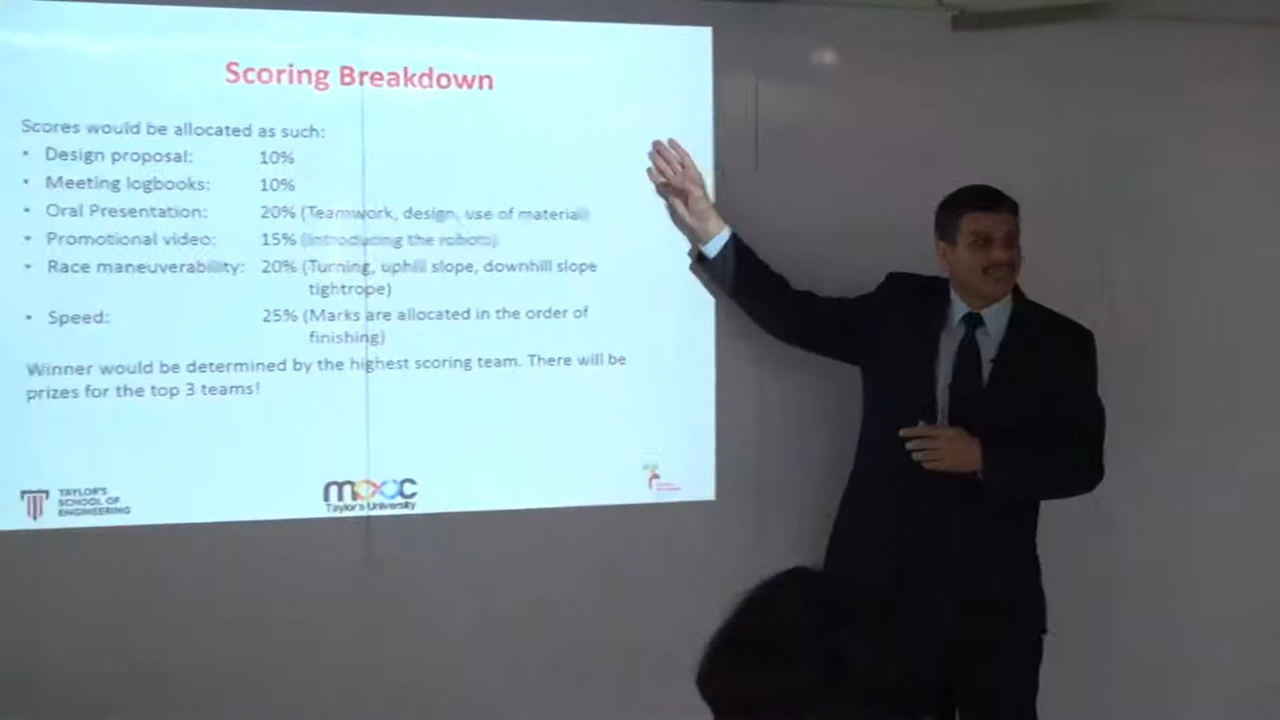 Scoring Breakdown
Scores would be allocated as such:
• Design proposal: 10%
• Meeting logbooks: 10%
• Oral Presentation: 20% (Teamwork, design, use of material)
• Promotional video: 15% (introducing the robots)
• Race maneuverability: 20% (Turning, uphill slope, downhill slope
tightrope)
• Speed: 25% (Marks are allocated in the order of
finishing)
Winner would be determined by the highest scoring team. There will be
prizes for the top 3 teams!
TAYLOR'S
SCHOOL OF
ENGINEERING
mooc
Taylor's University